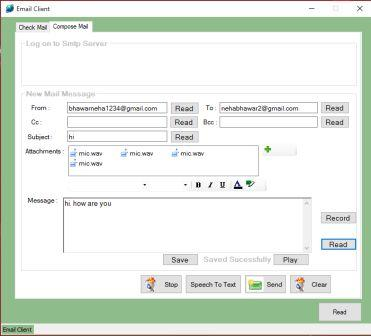 Email Client
Check Mail Compose Mail
Log on to Smtp Server
New Mail Message
From : bhawarneha1234@gmail.com Read To : nehabhawar2@gmail.com Read
Cc : Read Bcc : Read
Subject : hi Read
Attachments : mic.wav mic.wav mic.wav
mic.wav
B I U A
Message : hi. how are you
Record
Read
Save Saved Sucessfully Play
Stop Speech To Text Send Clear
Read
Email Client